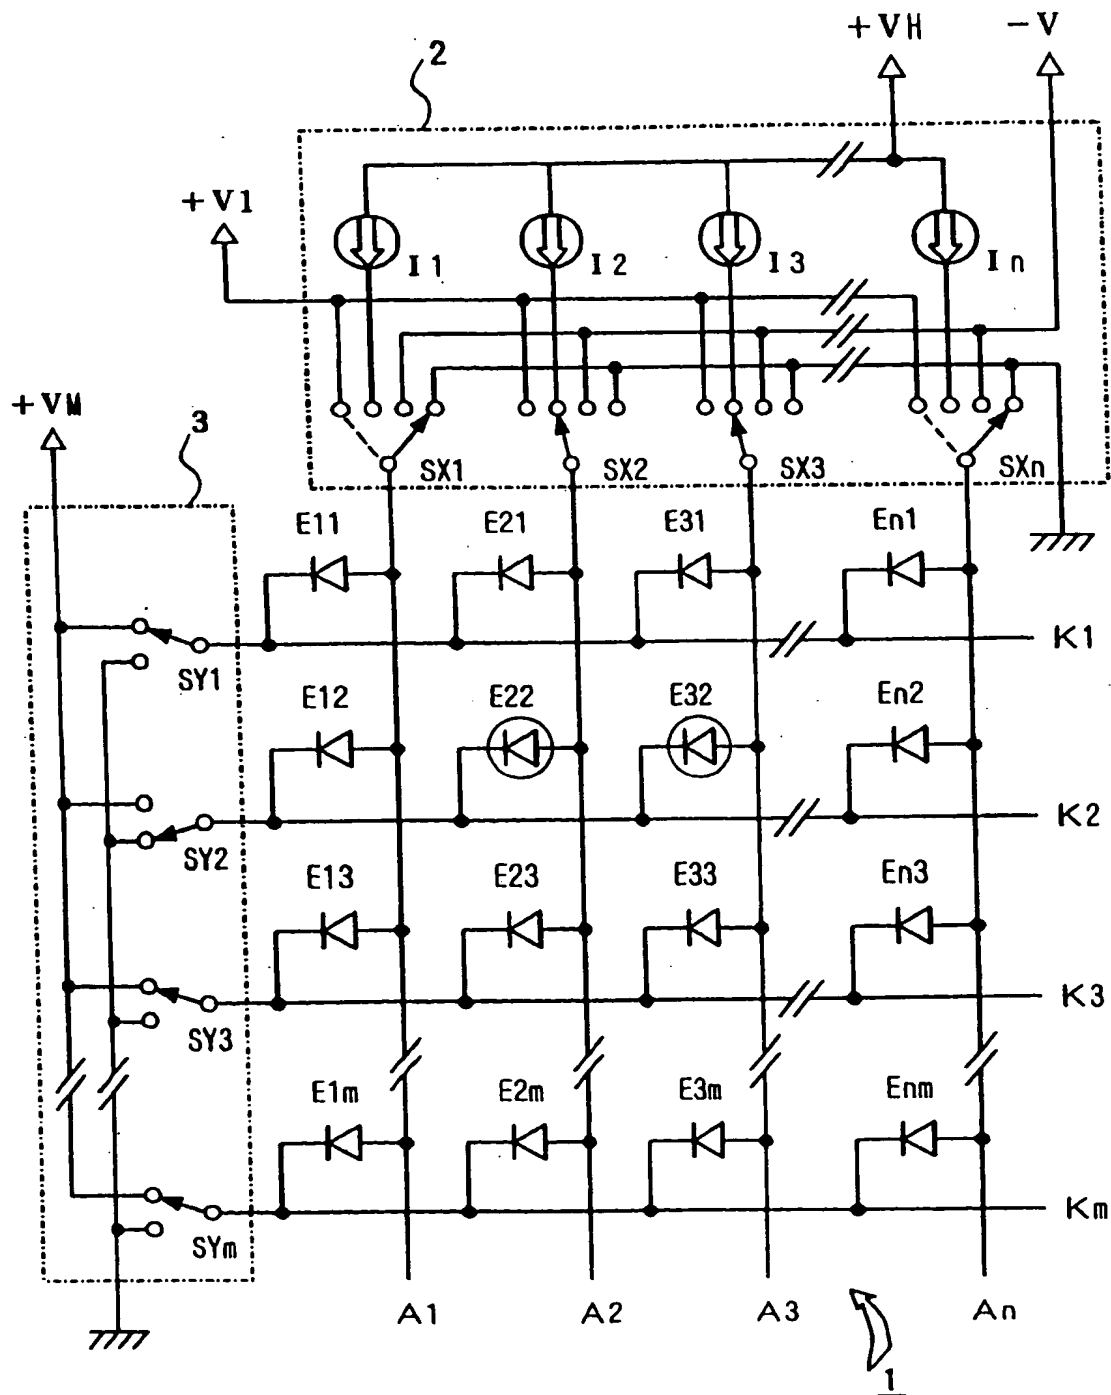 +VH -V
2
+V1
I1 I2 I3 In
+VM
3
SX1 SX2 SX3 SXn
E11 E21 E31 En1
K1
SY1
E12 E22 E32 En2
K2
SY2
E13 E23 E33 En3
K3
SY3
E1m E2m E3m Enm
Km
SYm
A1 A2 A3 An
1